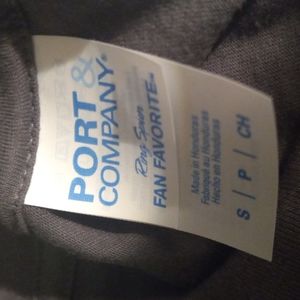 PORT &
COMPANY®
Ring Spun
FAN FAVORITE™
Made in Honduras
Fabriqué au Honduras
Hecho en Honduras
S | P | CH